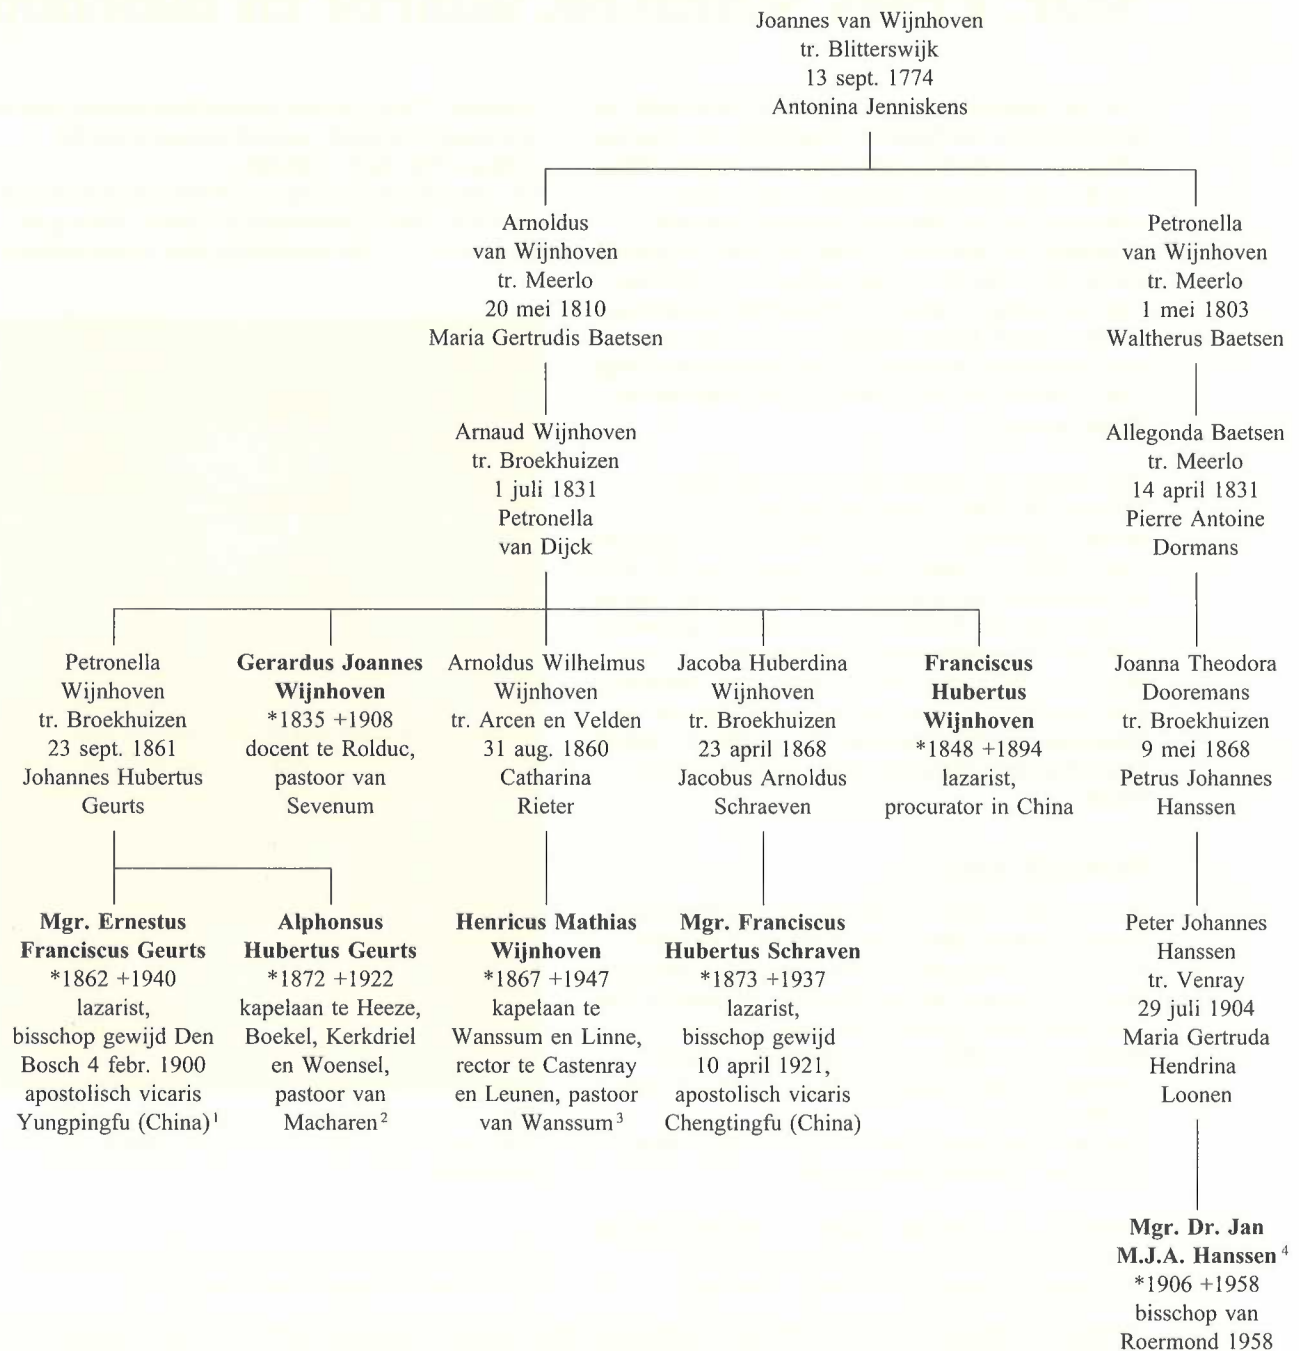 Joannes van Wijnhoven
tr. Blitterswijk
13 sept. 1774
Antonina Jenniskens
Arnoldus
van Wijnhoven
tr. Meerlo
20 mei 1810
Maria Gertrudis Baetsen
Petronella
van Wijnhoven
tr. Meerlo
1 mei 1803
Waltherus Baetsen
Arnaud Wijnhoven
tr. Broekhuizen
1 juli 1831
Petronella
van Dijck
Allegonda Baetsen
tr. Meerlo
14 april 1831
Pierre Antoine
Dormans
Petronella
Wijnhoven
tr. Broekhuizen
23 sept. 1861
Johannes Hubertus
Geurts
Gerardus Joannes
Wijnhoven
*1835 +1908
docent te Rolduc,
pastoor van
Sevenum
Arnoldus Wilhelmus
Wijnhoven
tr. Arcen en Velden
31 aug. 1860
Catharina
Rieter
Jacoba Huberdina
Wijnhoven
tr. Broekhuizen
23 april 1868
Jacobus Arnoldus
Schraeven
Franciscus
Hubertus
Wijnhoven
*1848 +1894
lazarist,
procurator in China
Joanna Theodora
Dooremans
tr. Broekhuizen
9 mei 1868
Petrus Johannes
Hanssen
Mgr. Ernestus
Franciscus Geurts
*1862 +1940
lazarist,
bisschop gewijd Den
Bosch 4 febr. 1900
apostolisch vicaris
Yungpingfu (China)¹
Alphonsus
Hubertus Geurts
*1872 +1922
kapelaan te Heeze,
Boekel, Kerkdriel
en Woensel,
pastoor van
Macharen²
Henricus Mathias
Wijnhoven
*1867 +1947
kapelaan te
Wanssum en Linne,
rector te Castenray
en Leunen, pastoor
van Wanssum³
Mgr. Franciscus
Hubertus Schraven
*1873 +1937
lazarist,
bisschop gewijd
10 april 1921,
apostolisch vicaris
Chengtingfu (China)
Peter Johannes
Hanssen
tr. Venray
29 juli 1904
Maria Gertruda
Hendrina
Loonen
Mgr. Dr. Jan
M.J.A. Hanssen⁴
*1906 +1958
bisschop van
Roermond 1958